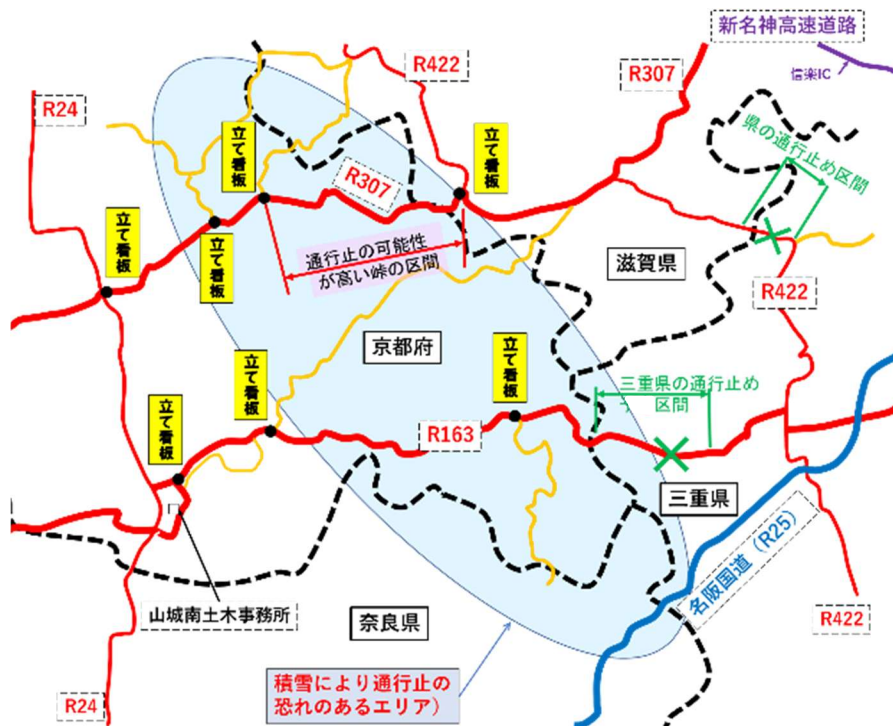 新名神高速道路
信楽IC
R422
R307
R24
県の通行止め区間
立て看板
立て看板
立て看板
R307
立て看板
立て看板
通行止の可能性
が高い峠の区間
滋賀県
R422
京都府
立て看板
立て看板
三重県の通行止め
区間
R163
立て看板
三重県
名阪国道（R25）
山城南土木事務所
奈良県
R422
積雪により通行止の
恐れのあるエリア）
R24